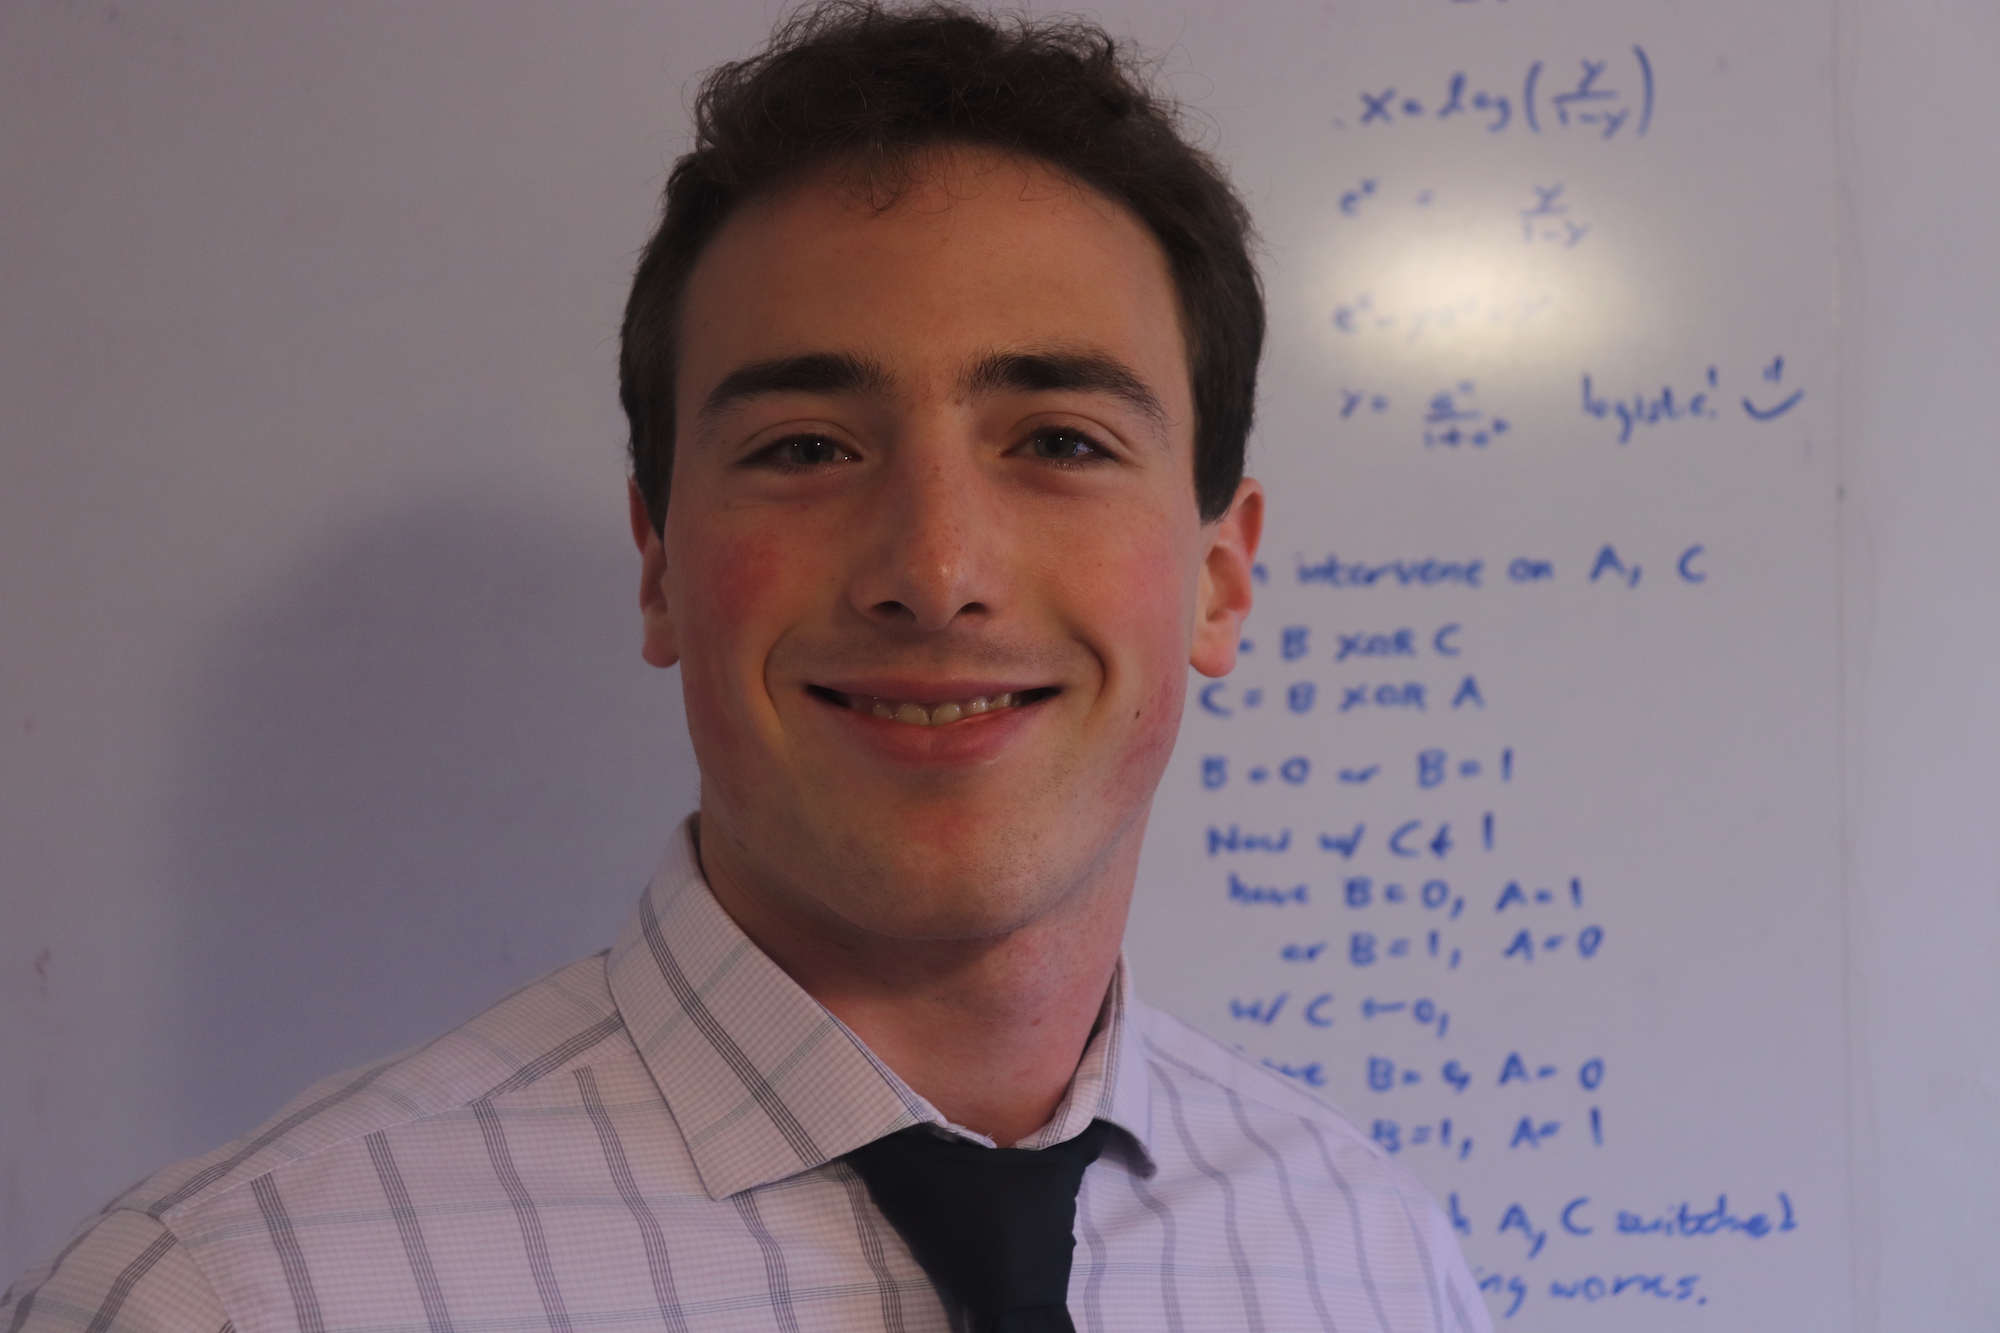 x = log(y/1-y)
e^x = y/1-y
y = e^x/1+e^x logistic!
intervene on A, C
= B XOR C
C = B XOR A
B = 0 or B = 1
Now w/ C ← 1
have B = 0, A = 1
or B = 1, A = 0
w/ C ← 0,
B = 0, A = 0
B = 1, A = 1
A, C switched
works.